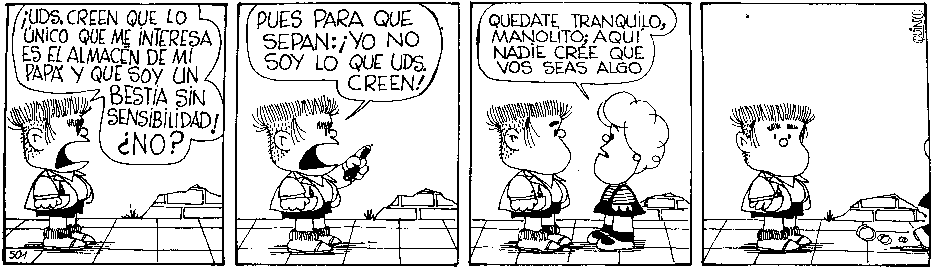 ¡UDS. CREEN QUE LO
ÚNICO QUE ME INTERESA
ES EL ALMACÉN DE MI
PAPÁ Y QUE SOY UN
BESTIA SIN
SENSIBILIDAD!
¿NO?
PUES PARA QUE
SEPAN: ¡YO NO
SOY LO QUE UDS.
CREEN!
QUEDATE TRANQUILO,
MANOLITO; AQUÍ
NADIE CREE QUE
VOS SEAS ALGO
QUINO
501